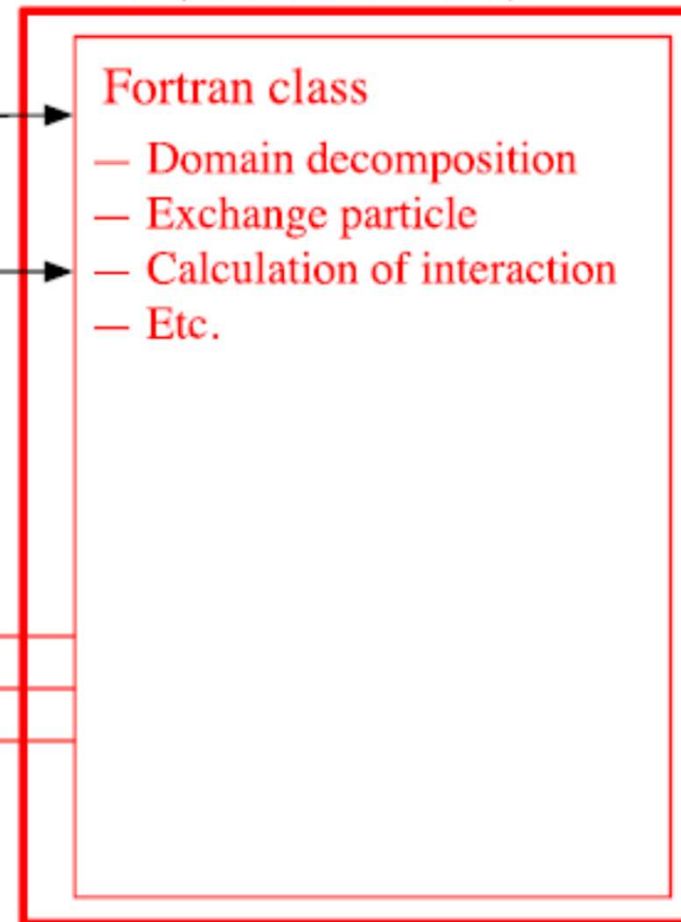 Fortran class
— Domain decomposition
— Exchange particle
— Calculation of interaction
— Etc.